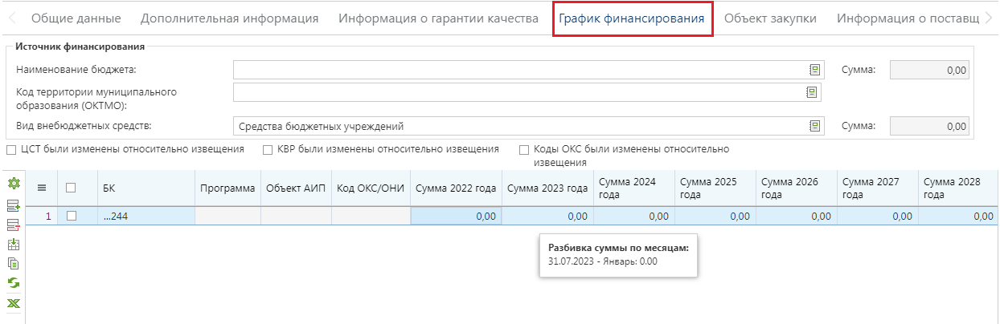 Общие данные Дополнительная информация Информация о гарантии качества График финансирования Объект закупки Информация о поставщ
Источник финансирования
Наименование бюджета: Сумма: 0,00
Код территории муниципального
образования (ОКТМО):
Вид внебюджетных средств: Средства бюджетных учреждений Сумма: 0,00
ЦСТ были изменены относительно извещения КВР были изменены относительно извещения Коды ОКС были изменены относительно
извещения
БК Программа Объект АИП Код ОКС/ОНИ Сумма 2022 года Сумма 2023 года Сумма 2024 года Сумма 2025 года Сумма 2026 года Сумма 2027 года Сумма 2028 года
1 ...244 0,00 0,00 0,00 0,00 0,00 0,00 0,00
Разбивка суммы по месяцам:
31.07.2023 - Январь: 0.00